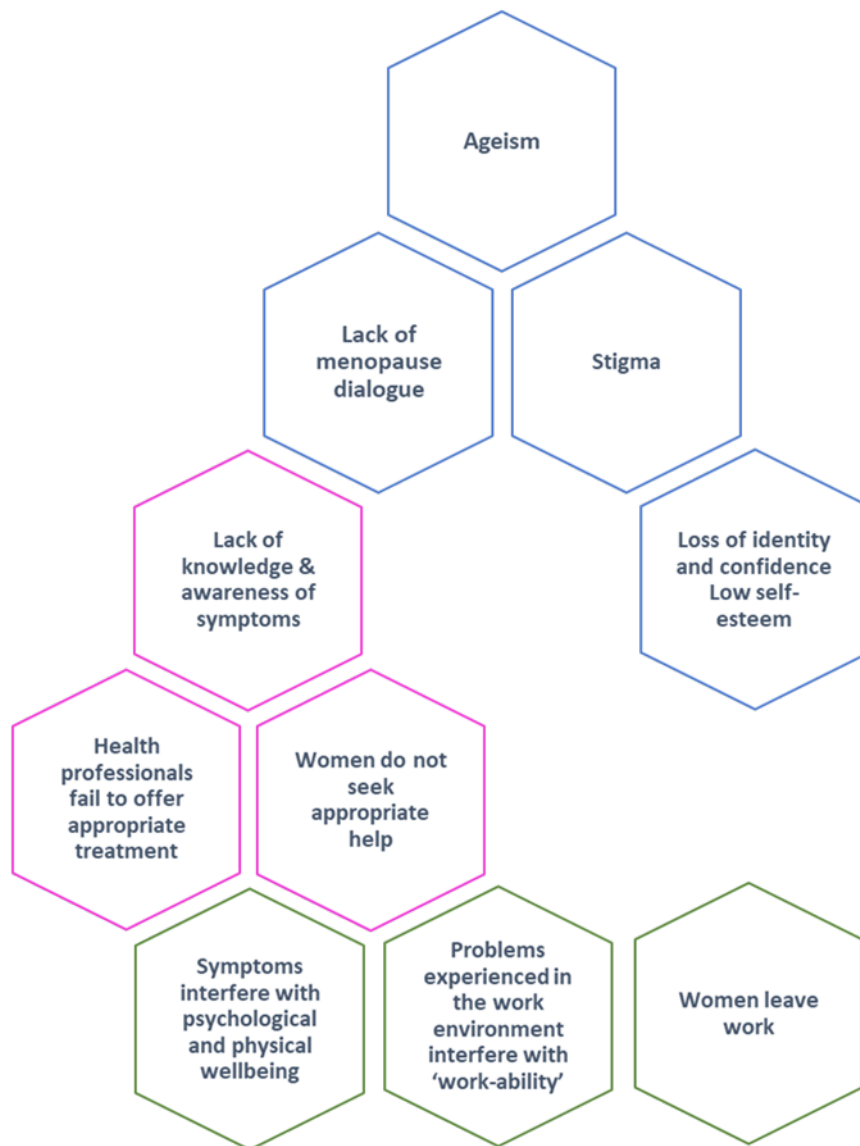 Ageism
Lack of
menopause
dialogue
Stigma
Lack of
knowledge &
awareness of
symptoms
Loss of identity
and confidence
Low self-
esteem
Health
professionals
fail to offer
appropriate
treatment
Women do not
seek
appropriate
help
Symptoms
interfere with
psychological
and physical
wellbeing
Problems
experienced in
the work
environment
interfere with
‘work-ability’
Women leave
work